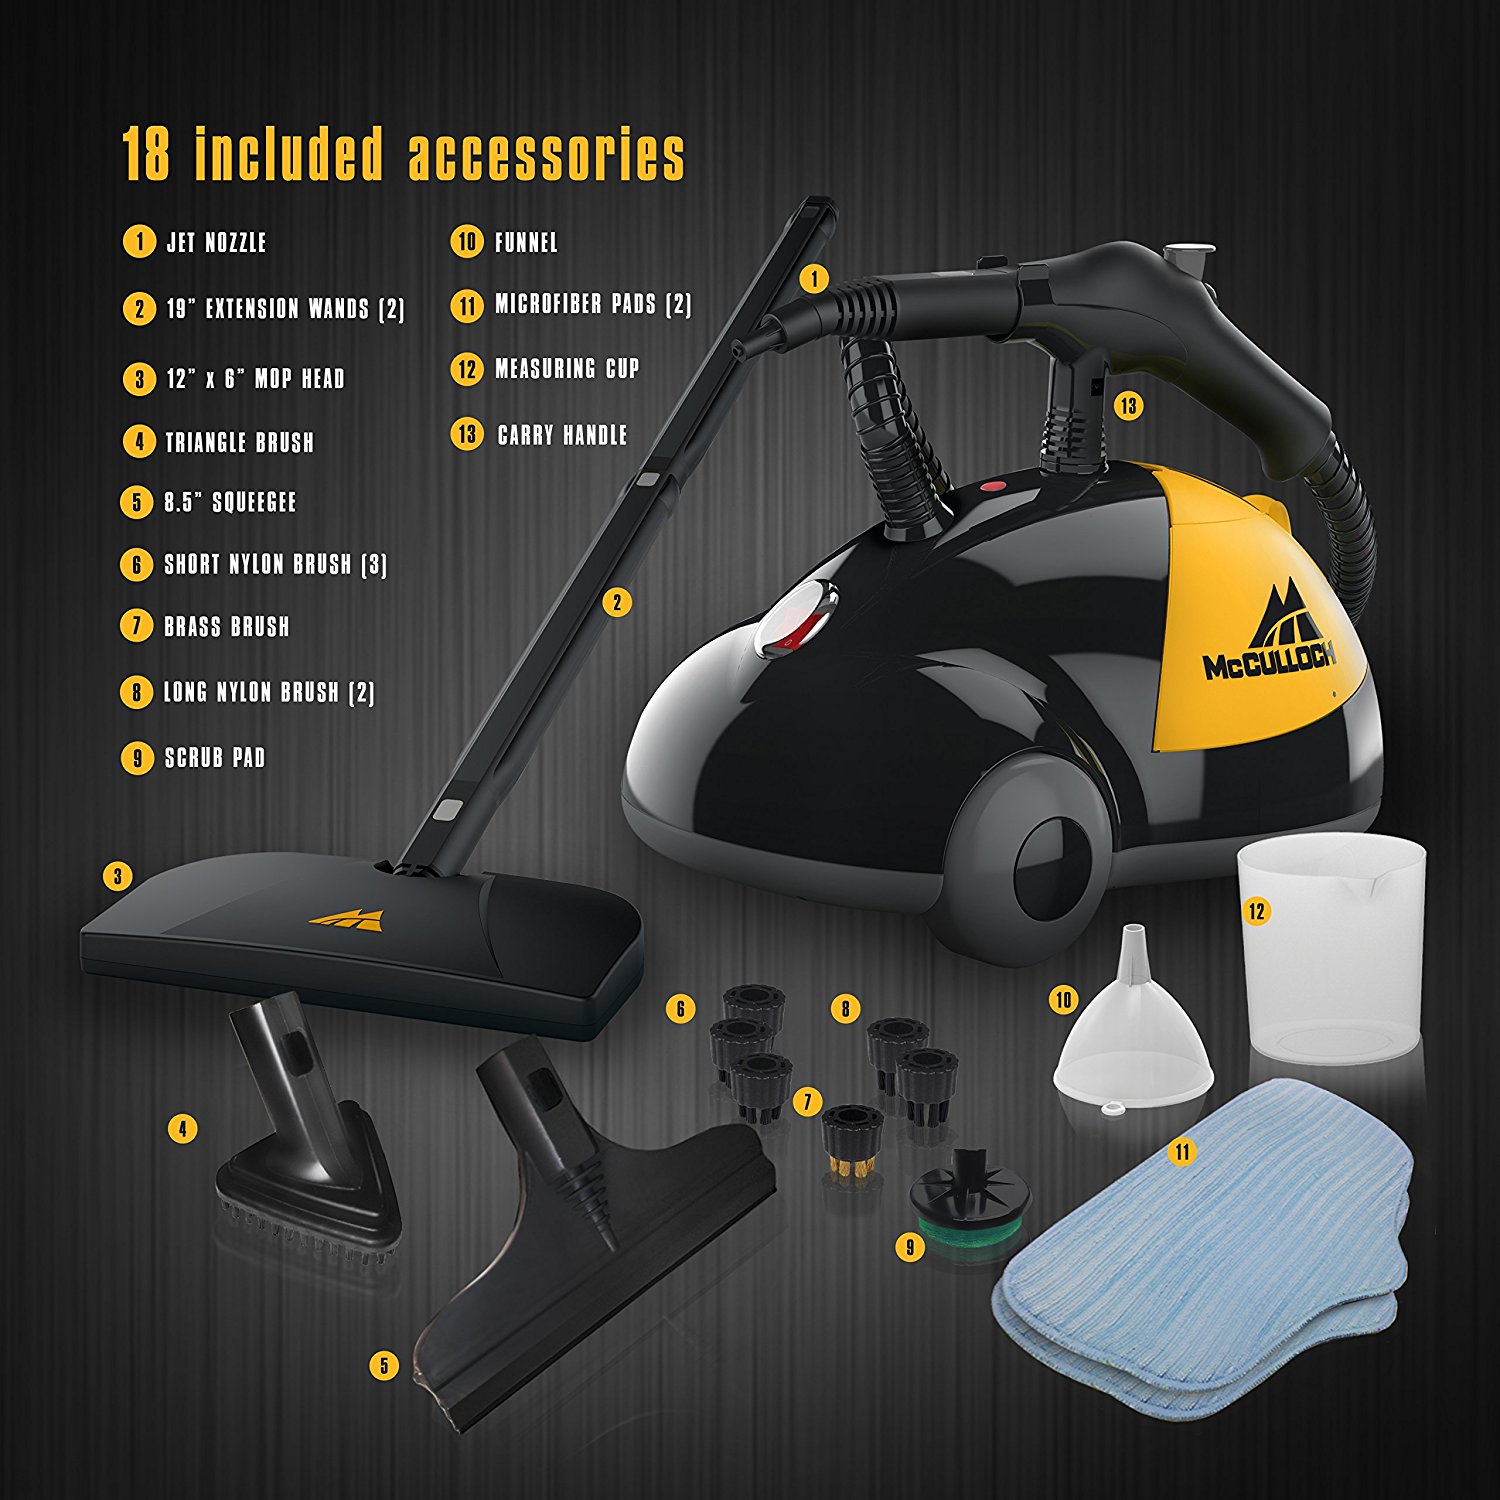 18 included accessories
1 JET NOZZLE
2 19” EXTENSION WANDS (2)
3 12” x 6” MOP HEAD
4 TRIANGLE BRUSH
5 8.5” SQUEEGEE
6 SHORT NYLON BRUSH (3)
7 BRASS BRUSH
8 LONG NYLON BRUSH (2)
9 SCRUB PAD
10 FUNNEL
11 MICROFIBER PADS (2)
12 MEASURING CUP
13 CARRY HANDLE
1
13
2
McCULLOCH
3
12
10
6
8
7
4
11
9
5